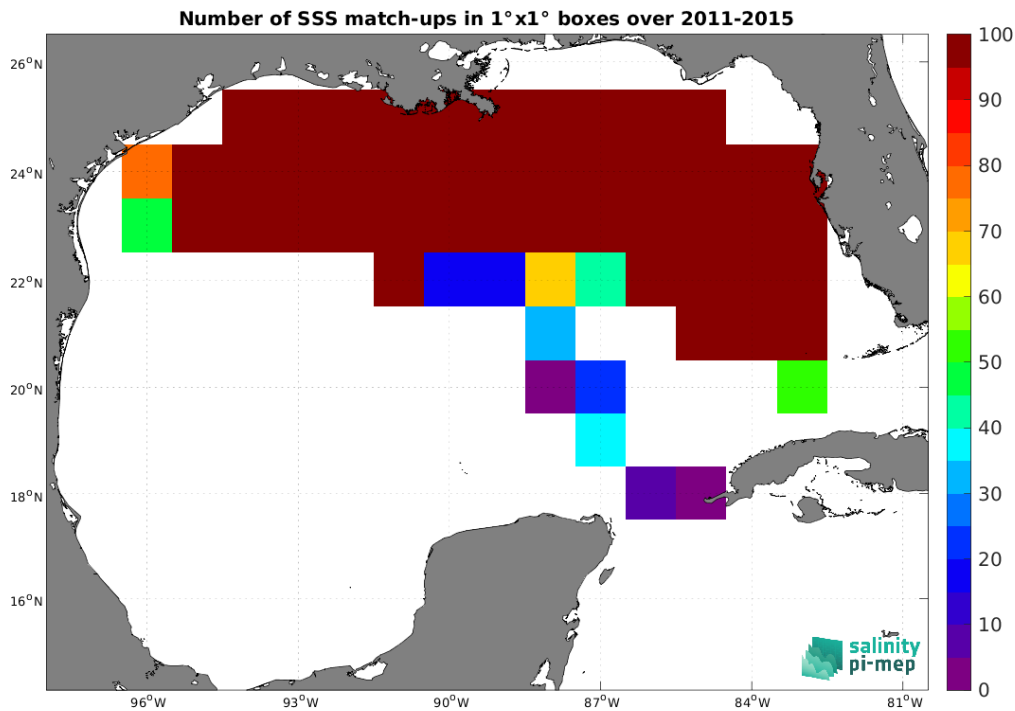 Number of SSS match-ups in 1°x1° boxes over 2011-2015
26°N
24°N
22°N
20°N
18°N
16°N
96°W
93°W
90°W
87°W
84°W
81°W
100
90
80
70
60
50
40
30
20
10
0
salinity
pi-mep